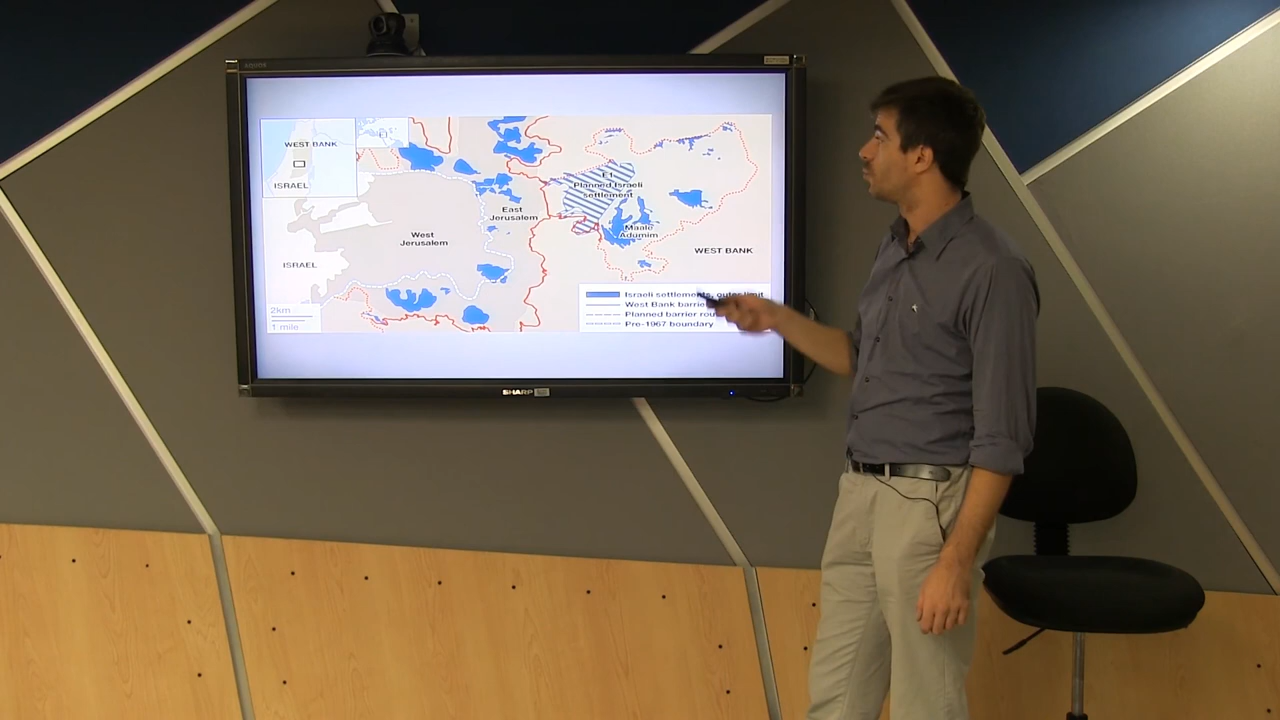 WEST BANK
ISRAEL
E1
Planned Israeli
settlement
East
Jerusalem
West
Jerusalem
Maale
Adumim
WEST BANK
ISRAEL
Israeli settlements, outer limit
West Bank barrier
Planned barrier
Pre-1967 boundary
2km
1 mile
SHARP